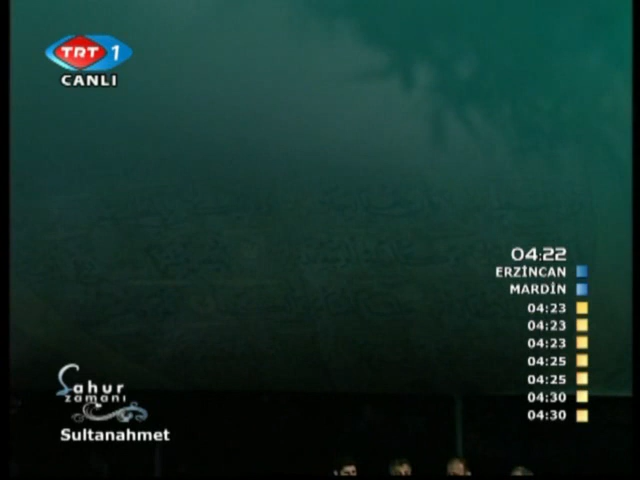 TRT 1
CANLI
04:22
ERZİNCAN
MARDİN
04:23
04:23
04:23
04:25
04:25
04:30
04:30
Sahur
zamanı
Sultanahmet